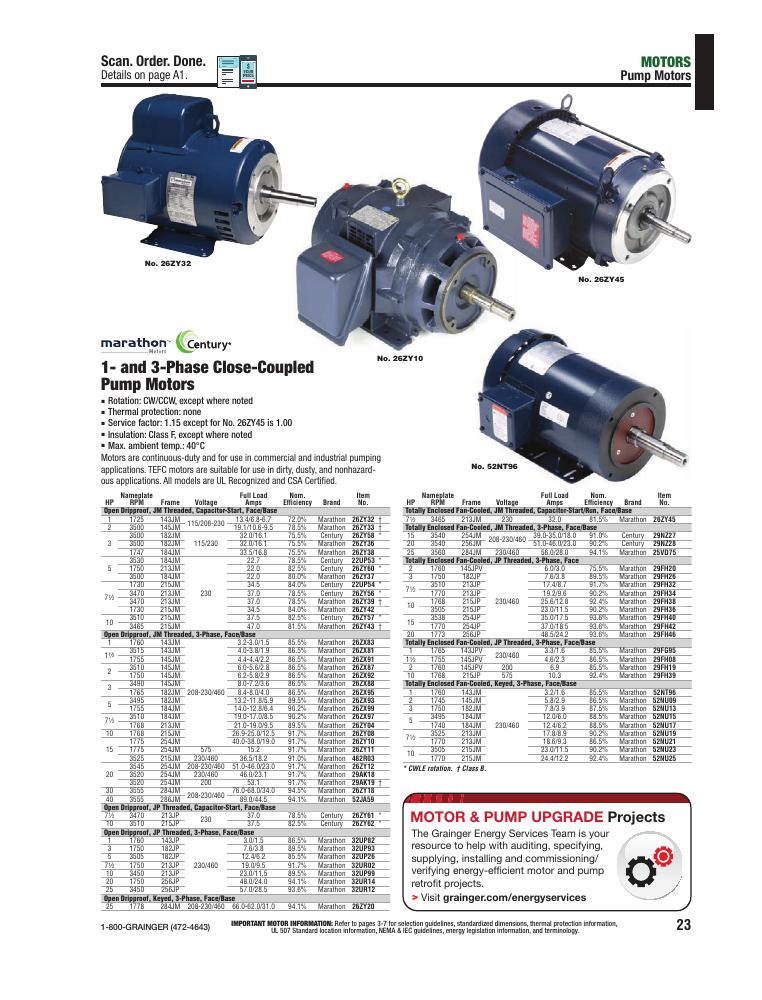 Scan. Order. Done.
Details on page A1.
$
YOUR
PRICE
MOTORS
Pump Motors
No. 26ZY32
No. 26ZY45
No. 26ZY10
No. 52NT96
marathon™
Motors
Century®
1- and 3-Phase Close-Coupled
Pump Motors
▪ Rotation: CW/CCW, except where noted
▪ Thermal protection: none
▪ Service factor: 1.15 except for No. 26ZY45 is 1.00
▪ Insulation: Class F, except where noted
▪ Max. ambient temp.: 40°C
Motors are continuous-duty and for use in commercial and industrial pumping
applications. TEFC motors are suitable for use in dirty, dusty, and nonhazard-
ous applications. All models are UL Recognized and CSA Certified.
HP Nameplate RPM Frame Voltage Full Load Amps Nom. Efficiency Brand Item No.
Open Dripproof, JM Threaded, Capacitor-Start, Face/Base
1 1725 143JM 115/208-230 13.4/6.8-6.7 72.0% Marathon 26ZY32 †
2 3500 145JM 19.1/10.6-9.5 78.5% Marathon 26ZY33 †
3 3500 182JM 115/230 32.0/16.1 75.5% Century 26ZY58 *
3500 182JM 32.0/16.1 75.5% Marathon 26ZY36
1747 184JM 33.5/16.8 75.5% Marathon 26ZY38
5 3530 184JM 230 22.7 78.5% Century 22UP53 *
1750 213JM 22.0 82.5% Century 26ZY60 *
3500 182JM 22.0 80.0% Marathon 26ZY37
7½ 1730 215JM 34.5 84.0% Century 22UP54 *
3470 213JM 37.0 78.5% Century 26ZY56 *
3470 213JM 37.0 78.5% Marathon 26ZY39 †
1730 215JM 34.5 84.0% Marathon 26ZY42 *
10 3510 215JM 37.5 82.5% Century 26ZY57 *
3465 215JM 47.0 81.5% Marathon 26ZY43 †
Open Dripproof, JM Threaded, 3-Phase, Face/Base
1 1760 143JM 208-230/460 3.2-3.0/1.5 85.5% Marathon 26ZX83
1½ 3515 143JM 4.0-3.8/1.9 86.5% Marathon 26ZX81
1755 145JM 4.4-4.4/2.2 86.5% Marathon 26ZX91
2 3510 145JM 6.0-5.6/2.8 86.5% Marathon 26ZX87
1750 145JM 6.2-5.8/2.9 86.5% Marathon 26ZX92
3 3490 145JM 8.0-7.2/3.6 86.5% Marathon 26ZX88
1765 182JM 8.4-8.0/4.0 86.5% Marathon 26ZX95
5 3495 182JM 13.2-11.8/5.9 89.5% Marathon 26ZX93
1755 184JM 14.0-12.8/6.4 90.2% Marathon 26ZX99
7½ 3510 184JM 19.0-17.0/8.5 90.2% Marathon 26ZX97
1768 213JM 21.0-19.0/9.5 89.5% Marathon 26ZY04
10 1768 215JM 26.9-25.0/12.5 91.7% Marathon 26ZY08
15 1775 254JM 40.0-38.0/19.0 91.7% Marathon 26ZY10
1775 254JM 575 15.2 91.7% Marathon 26ZY11
3525 215JM 230/460 36.5/18.2 91.0% Marathon 482R03
20 3545 254JM 208-230/460 51.0-46.0/23.0 91.7% Marathon 26ZY12
3520 254JM 230/460 46.0/23.1 91.7% Marathon 29AK18
3520 254JM 200 53.1 91.7% Marathon 29AK19 †
30 3555 284JM 208-230/460 76.0-68.0/34.0 94.5% Marathon 26ZY18
40 3555 286JM 89.0/44.5 94.1% Marathon 52JA59
Open Dripproof, JP Threaded, Capacitor-Start, Face/Base
7½ 3470 213JP 230 37.0 78.5% Century 26ZY61 *
10 3510 215JP 37.5 82.5% Century 26ZY62 *
Open Dripproof, JP Threaded, 3-Phase, Face/Base
1 1760 143JP 230/460 3.0/1.5 86.5% Marathon 32UP82
3 1750 182JP 7.6/3.8 89.5% Marathon 32UP93
5 3505 182JP 12.4/6.2 85.5% Marathon 32UP26
7½ 1750 213JP 19.0/9.5 91.7% Marathon 32UR02
10 3450 213JP 23.0/11.5 89.5% Marathon 32UP99
20 1750 256JP 48.0/24.0 94.1% Marathon 32UR14
25 3450 256JP 57.0/28.5 93.6% Marathon 32UR12
Open Dripproof, Keyed, 3-Phase, Face/Base
25 1778 284JM 208-230/460 66.0-62.0/31.0 94.1% Marathon 26ZY20
HP Nameplate RPM Frame Voltage Full Load Amps Nom. Efficiency Brand Item No.
Totally Enclosed Fan-Cooled, JM Threaded, Capacitor-Start/Run, Face/Base
7½ 3465 213JM 230 32.0 81.5% Marathon 26ZY45
Totally Enclosed Fan-Cooled, JM Threaded, 3-Phase, Face/Base
15 3540 254JM 208-230/460 39.0-35.0/18.0 91.0% Century 29NZ27
20 3540 256JM 51.0-46.0/23.0 90.2% Century 29NZ28
25 3560 284JM 230/460 56.0/28.0 94.1% Marathon 25VD75
Totally Enclosed Fan-Cooled, JP Threaded, 3-Phase, Face
2 1760 145JPV 230/460 6.0/3.0 75.5% Marathon 29FH20
3 1750 182JP 7.6/3.8 89.5% Marathon 29FH26
7½ 3510 213JP 17.4/8.7 91.7% Marathon 29FH32
1770 213JP 19.2/9.6 91.7% Marathon 29FH34
10 1768 215JP 25.6/12.8 92.4% Marathon 29FH38
3505 215JP 23.0/11.5 90.2% Marathon 29FH36
15 3538 254JP 35.0/17.5 93.6% Marathon 29FH40
1770 254JP 37.0/18.5 93.6% Marathon 29FH42
20 1773 256JP 48.5/24.2 93.6% Marathon 29FH46
Totally Enclosed Fan-Cooled, JP Threaded, 3-Phase, Face/Base
1 1765 143JPV 230/460 3.3/1.6 85.5% Marathon 29FG95
1½ 1755 145JPV 4.6/2.3 86.5% Marathon 29FH08
2 1760 145JPV 200 6.9 85.5% Marathon 29FH19
10 1768 215JP 575 10.3 92.4% Marathon 29FH39
Totally Enclosed Fan-Cooled, Keyed, 3-Phase, Face/Base
1 1760 143JM 230/460 3.2/1.6 85.5% Marathon 52NT96
2 1745 145JM 5.8/2.9 86.5% Marathon 52NU09
3 1750 182JM 7.8/3.9 87.5% Marathon 52NU13
5 3495 184JM 12.0/6.0 88.5% Marathon 52NU15
1740 184JM 12.4/6.2 88.5% Marathon 52NU17
7½ 3525 213JM 17.8/8.9 90.2% Marathon 52NU19
1770 213JM 18.6/9.3 86.5% Marathon 52NU21
10 3505 215JM 23.0/11.5 90.2% Marathon 52NU23
1770 215JM 24.4/12.2 92.4% Marathon 52NU25
* CWLE rotation. † Class B.
MOTOR & PUMP UPGRADE Projects
The Grainger Energy Services Team is your
resource to help with auditing, specifying,
supplying, installing and commissioning/
verifying energy-efficient motor and pump
retrofit projects.
> Visit grainger.com/energyservices
1-800-GRAINGER (472-4643)
IMPORTANT MOTOR INFORMATION: Refer to pages 3-7 for selection guidelines, standardized dimensions, thermal protection information,
UL 507 Standard location information, NEMA & IEC guidelines, energy legislation information, and terminology.
23